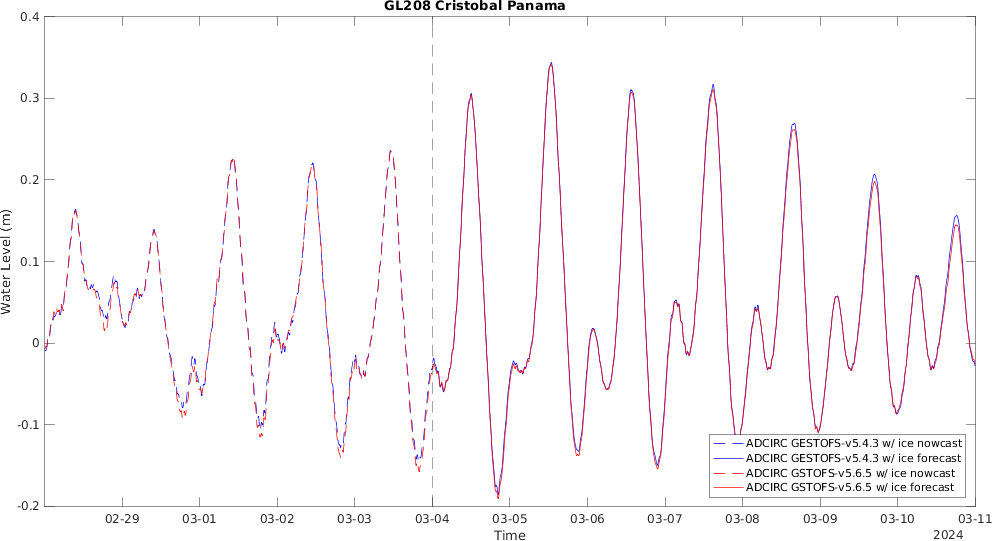 GL208 Cristobal Panama
0.4
0.3
0.2
0.1
0
-0.1
-0.2
Water Level (m)
ADCIRC GESTOFS-v5.4.3 w/ ice nowcast
ADCIRC GESTOFS-v5.4.3 w/ ice forecast
ADCIRC GSTOFS-v5.6.5 w/ ice nowcast
ADCIRC GSTOFS-v5.6.5 w/ ice forecast
02-29 03-01 03-02 03-03 03-04 03-05 03-06 03-07 03-08 03-09 03-10 03-11
Time
2024